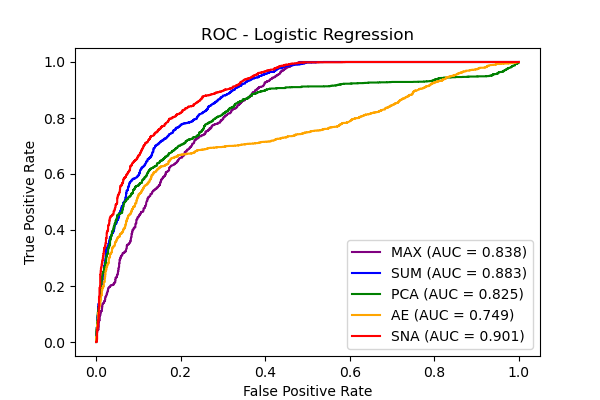 ROC - Logistic Regression
True Positive Rate
1.0
0.8
0.6
0.4
0.2
0.0
MAX (AUC = 0.838)
SUM (AUC = 0.883)
PCA (AUC = 0.825)
AE (AUC = 0.749)
SNA (AUC = 0.901)
0.0 0.2 0.4 0.6 0.8 1.0
False Positive Rate